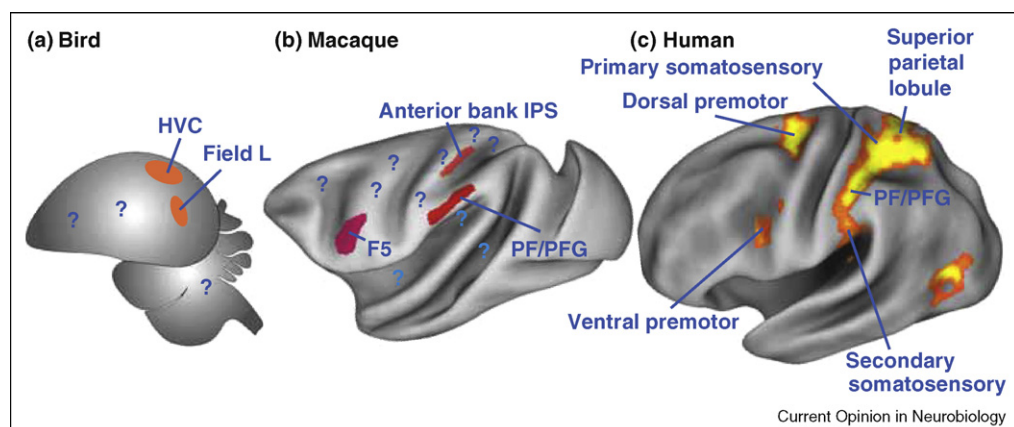 (a) Bird
HVC
Field L
?
?
?
(b) Macaque
Anterior bank IPS
?
?
?
?
?
?
?
?
?
?
F5
PF/PFG
(c) Human
Superior
parietal
lobule
Primary somatosensory
Dorsal premotor
PF/PFG
Ventral premotor
Secondary
somatosensory
Current Opinion in Neurobiology